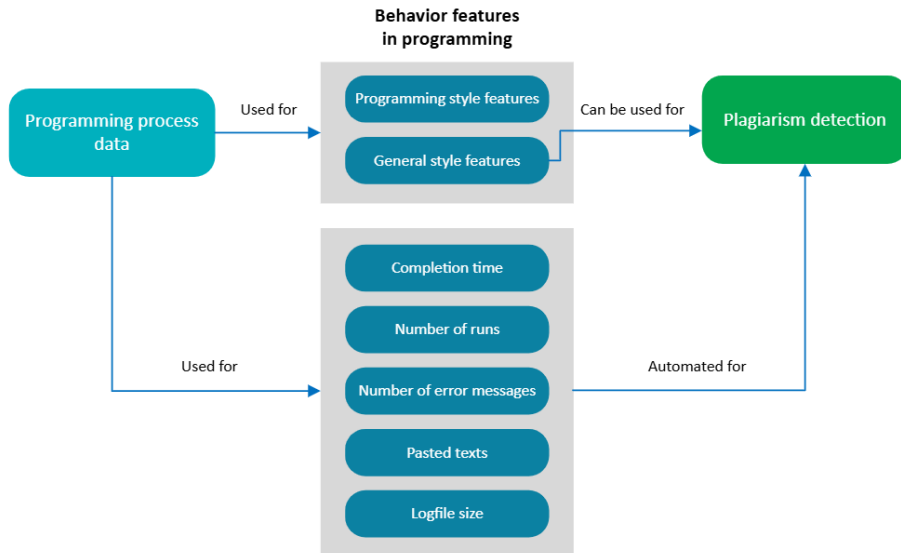 Behavior features
in programming
Programming process
data
Used for
Programming style features
General style features
Can be used for
Plagiarism detection
Completion time
Number of runs
Used for
Number of error messages
Automated for
Pasted texts
Logfile size